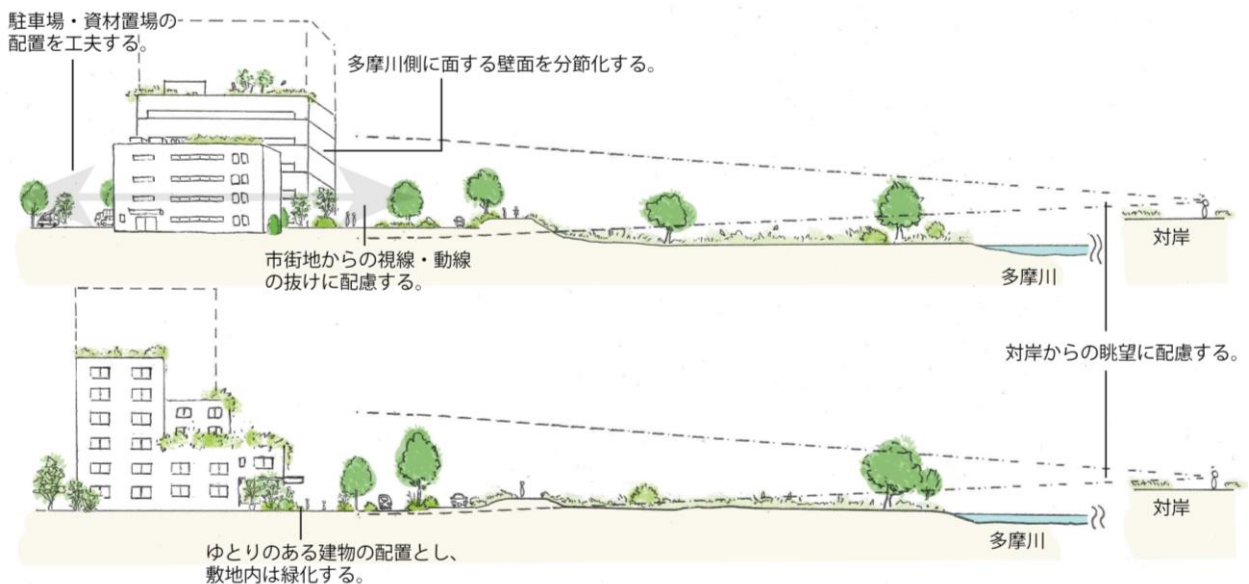 駐車場・資材置場の
配置を工夫する。
多摩川側に面する壁面を分節化する。
市街地からの視線・動線
の抜けに配慮する。
対岸
多摩川
対岸からの眺望に配慮する。
対岸
多摩川
ゆとりのある建物の配置とし、
敷地内は緑化する。